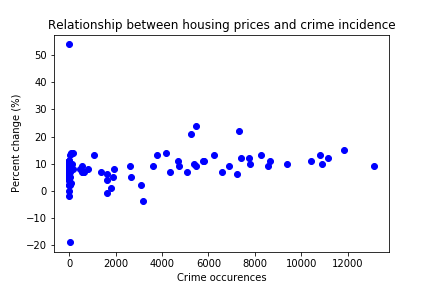 Relationship between housing prices and crime incidence
Percent change (%)
50
40
30
20
10
0
−10
−20
0 2000 4000 6000 8000 10000 12000
Crime occurences